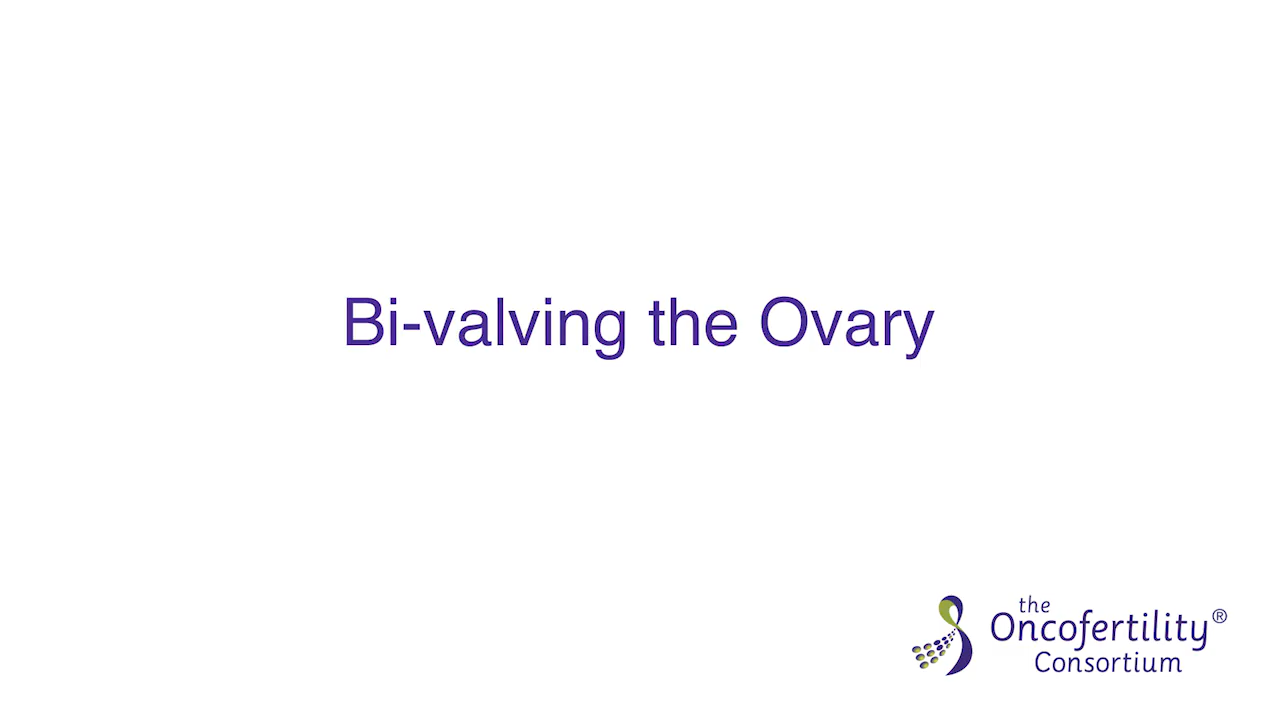 Bi-valving the Ovary
the
Oncofertility®
Consortium